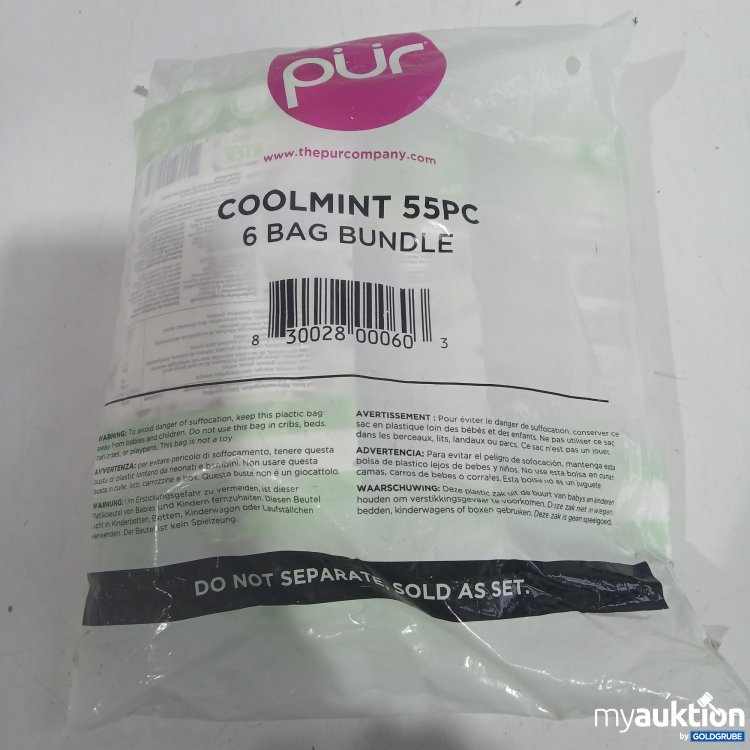 pür
www.thepurcompany.com
COOLMINT 55PC
6 BAG BUNDLE
8 30028 00060 3
WARNING: To avoid danger of suffocation, keep this plastic bag
away from babies and children. Do not use this bag in cribs, beds,
carriages, or playpens. This bag is not a toy.
AVVERTENZA: per evitare pericolo di soffocamento, tenere questa
busta di plastica lontano da neonati e bambini. Non usare questa
busta in culle, letti, carrozzine e box. Questa busta non è un giocattolo.
WARNUNG: Um Erstickungsgefahr zu vermeiden, ist dieser
Plastikbeutel von Babies und Kindern fernzuhalten. Diesen Beutel
nicht in Kinderbetten, Betten, Kinderwagen oder Laufställchen
verwenden. Der Beutel ist kein Spielzeug.
AVERTISSEMENT : Pour éviter le danger de suffocation, conserver ce
sac en plastique loin des bébés et des enfants. Ne pas utiliser ce sac
dans les berceaux, lits, landaux ou parcs. Ce sac n'est pas un jouet.
ADVERTENCIA: Para evitar el peligro de sofocación, mantenga esta
bolsa de plastico lejos de bebes y niños. No use esta bolsa en cunas,
camas, carros de bebes o corrales. Esta bolsa no es un juguete
WAARSCHUWING: Deze plastic zak uit de buurt van babys en kinderen
houden om verstikkingsgevaar te voorkomen. Deze zak niet in wiegen,
bedden, kinderwagens of boxen gebruiken. Deze zak is geen speelgoed.
DO NOT SEPARATE, SOLD AS SET.
myauktion
by GOLDGRUBE